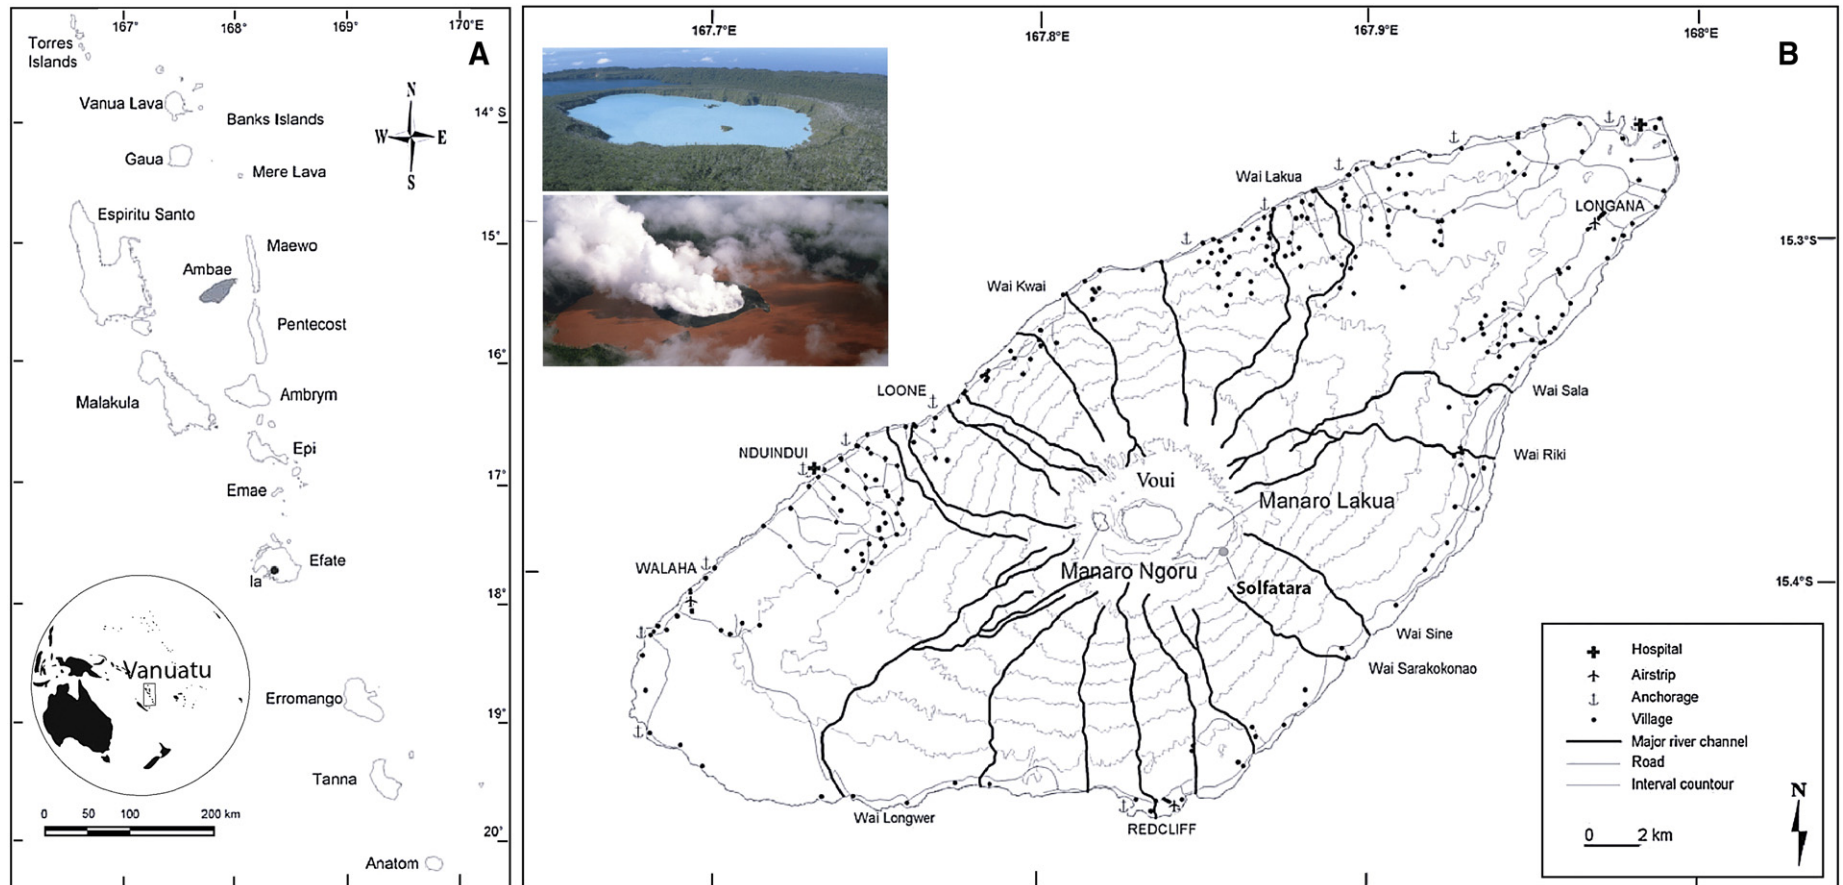 167°
168°
169°
170°E
A
Torres
Islands
Vanua Lava
Banks Islands
14° S
N
W
E
S
Gaua
Mere Lava
Espiritu Santo
Maewo
15°
Ambae
Pentecost
16°
Malakula
Ambrym
Epi
17°
Emae
Efate
la
18°
Vanuatu
Erromango
19°
Tanna
0 50 100 200 km
20°
Anatom
167.7°E
167.8°E
167.9°E
168°E
B
Wai Lakua
LONGANA
15.3°S
Wai Kwai
LOONE
Wai Sala
NDUINDUI
Wai Riki
Voui
Manaro Lakua
WALAHA
Manaro Ngoru
Solfatara
15.4°S
Wai Sine
Wai Sarakokonao
Wai Longwer
REDCLIFF
Hospital
Airstrip
Anchorage
Village
Major river channel
Road
Interval countour
N
0 2 km